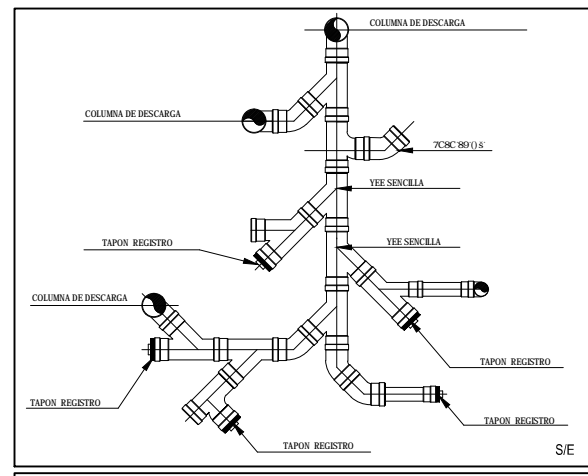 COLUMNA DE DESCARGA
COLUMNA DE DESCARGA
YEE SENCILLA
TAPON REGISTRO
YEE SENCILLA
COLUMNA DE DESCARGA
TAPON REGISTRO
TAPON REGISTRO
TAPON REGISTRO
TAPON REGISTRO
S/E